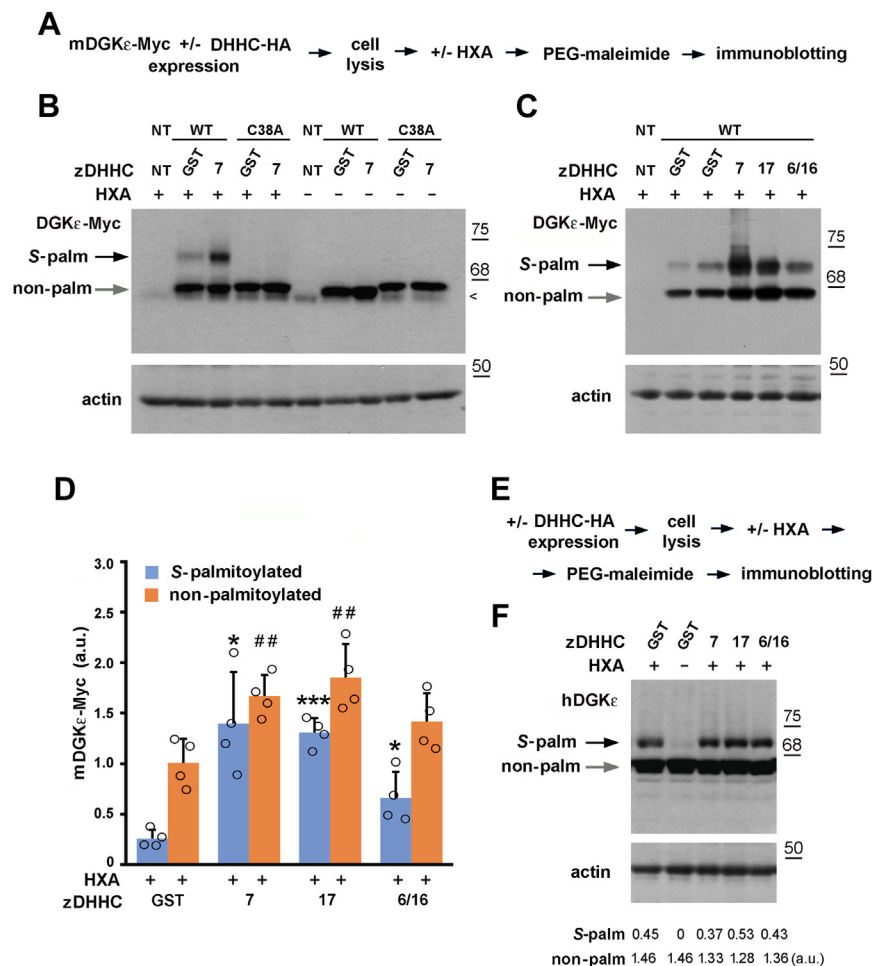 A
mDGKε-Myc +/- DHHC-HA expression → cell lysis → +/- HXA → PEG-maleimide → immunoblotting
B
NT WT C38A NT WT C38A
zDHHC NT GST 7 GST 7 NT GST 7 GST 7
HXA + + + + + - - - - -
DGKε-Myc
75
S-palm
68
non-palm
<
50
actin
C
NT WT
zDHHC NT GST GST 7 17 6/16
HXA + + + + + +
DGKε-Myc
75
S-palm
68
non-palm
50
actin
D
mDGKε-Myc (a.u.)
S-palmitoylated
non-palmitoylated
3.0
2.5
2.0
1.5
1.0
0.5
0
* ## *** ## *
HXA + + + + + + + +
zDHHC GST 7 17 6/16
E
+/- DHHC-HA expression → cell lysis → +/- HXA →
→ PEG-maleimide → immunoblotting
F
zDHHC GST GST 7 17 6/16
HXA + - + + +
hDGKε
75
S-palm
68
non-palm
50
actin
S-palm 0.45 0 0.37 0.53 0.43
non-palm 1.46 1.46 1.33 1.28 1.36 (a.u.)